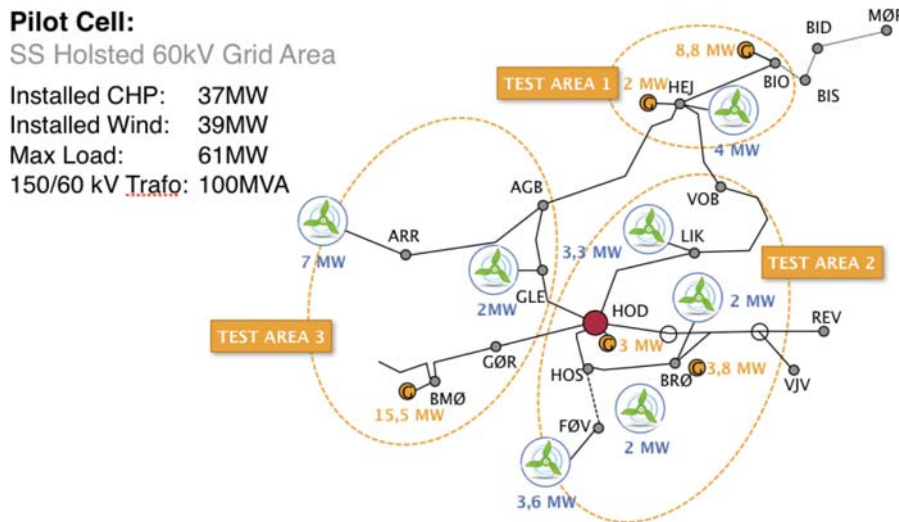 Pilot Cell:
SS Holsted 60kV Grid Area
Installed CHP: 37MW
Installed Wind: 39MW
Max Load: 61MW
150/60 kV Trafo: 100MVA
MØR
BID
8,8 MW
G
BIO
BIS
TEST AREA 1
2 MW
G
HEJ
4 MW
AGB
VOB
ARR
7 MW
3,3 MW
LIK
TEST AREA 2
2MW
GLE
2 MW
HOD
REV
TEST AREA 3
G
3 MW
GØR
HOS
BRØ
G
3,8 MW
VJV
G
BMØ
15,5 MW
FØV
2 MW
3,6 MW